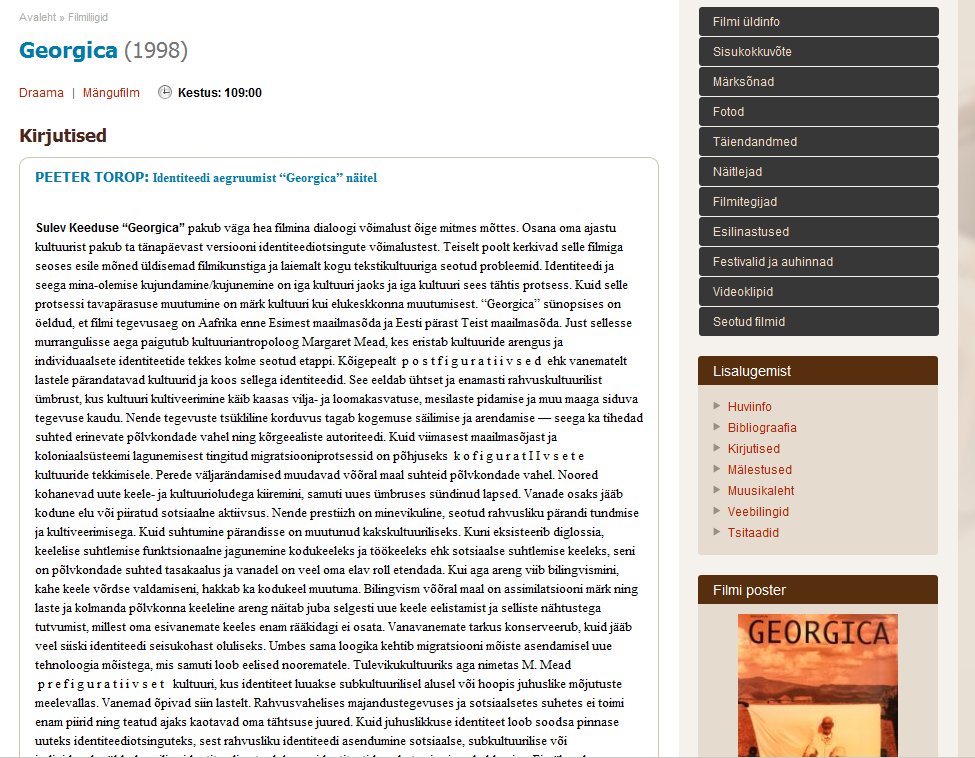 Avaleht » Filmiliigid
Georgica (1998)
Draama | Mängufilm Kestus: 109:00
Kirjutised
PEETER TOROP: Identiteedi aegruumist “Georgica” näitel
Sulev Keeduse “Georgica” pakub väga hea filmina dialoogi võimalust õige mitmes mõttes. Osana oma ajastu
kultuurist pakub ta tänapäevast versiooni identiteediotsingute võimalustest. Teiselt poolt kerkivad selle filmiga
seoses esile mõned üldisemad filmikunstiga ja laiemalt kogu tekstikultuuriga seotud probleemid. Identiteedi ja
seega mina-olemise kujundamine/kujunemine on iga kultuuri jaoks ja iga kultuuri sees tähtis protsess. Kuid selle
protsessi tavapärasuse muutumine on märk kultuuri kui elukeskkonna muutumisest. “Georgica” sünopsises on
öeldud, et filmi tegevusaeg on Aafrika enne Esimest maailmasõda ja Eesti pärast Teist maailmasõda. Just sellesse
murrangulisse aega paigutub kultuuriantropoloog Margaret Mead, kes eristab kultuuride arengus ja
individuaalsete identiteetide tekkes kolme seotud etappi. Kõigepealt p o s t f i g u r a t i i v s e d ehk vanematelt
lastele pärandatavad kultuurid ja koos sellega identiteedid. See eeldab ühtset ja enamasti rahvuskultuurilist
ümbrust, kus kultuuri kultiveerimine käib kaasas vilja- ja loomakasvatuse, mesilaste pidamise ja muu maaga siduva
tegevuse kaudu. Nende tegevuste tsükliline korduvus tagab kogemuse säilimise ja arendamise — seega ka tihedad
suhted erinevate põlvkondade vahel ning kõrgeealiste autoriteedi. Kuid viimasest maailmasõjast ja
koloniaalsüsteemi lagunemisest tingitud migratsiooniprotsessid on põhjuseks k o f i g u r a t I I v s e t e
kultuuride tekkimisele. Perede väljarändamised muudavad võõral maal suhteid põlvkondade vahel. Noored
kohanevad uute keele- ja kultuurioludega kiiremini, samuti uues ümbruses sündinud lapsed. Vanade osaks jääb
kodune elu või piiratud sotsiaalne aktiivsus. Nende prestiizh on minevikuline, seotud rahvusliku pärandi tundmise
ja kultiveerimisega. Kuid suhtumine pärandisse on muutunud kakskultuuriliseks. Kuni eksisteerib diglossia,
keelelise suhtlemise funktsionaalne jagunemine kodukeeleks ja töökeeleks ehk sotsiaalse suhtlemise keeleks, seni
on põlvkondade suhted tasakaalus ja vanadel on veel oma elav roll etendada. Kui aga areng viib bilingvismini,
kahe keele võrdse valdamiseni, hakkab ka kodukeel muutuma. Bilingvism võõral maal on assimilatsiooni märk ning
laste ja kolmanda põlvkonna keeleline areng näitab juba selgesti uue keele eelistamist ja selliste nähtustega
tutvumist, millest oma esivanemate keeles enam rääkidagi ei osata. Vanavanemate tarkus konserveerub, kuid jääb
veel siiski identiteedi seisukohast oluliseks. Umbes sama loogika kehtib migratsiooni mõiste asendamisel uue
tehnoloogia mõistega, mis samuti loob eelised noorematele. Tulevikukultuuriks aga nimetas M. Mead
p r e f i g u r a t i i v s e t kultuuri, kus identiteet luuakse subkultuurilisel alusel või hoopis juhuslike mõjutuste
meelevallas. Vanemad õpivad siin lastelt. Rahvusvahelises majandustegevuses ja sotsiaalsetes suhetes ei toimi
enam piirid ning teatud ajaks kaotavad oma tähtsuse juured. Kuid juhuslikkuse identiteet loob soodsa pinnase
uuteks identiteediotsinguteks, sest rahvusliku identiteedi asendumine sotsiaalse, subkultuurilise või
Filmi üldinfo
Sisukokkuvõte
Märksõnad
Fotod
Täiendandmed
Näitlejad
Filmitegijad
Esilinastused
Festivalid ja auhinnad
Videoklipid
Seotud filmid
Lisalugemist
Huviinfo
Bibliograafia
Kirjutised
Mälestused
Muusikaleht
Veebilingid
Tsitaadid
Filmi poster
GEORGICA